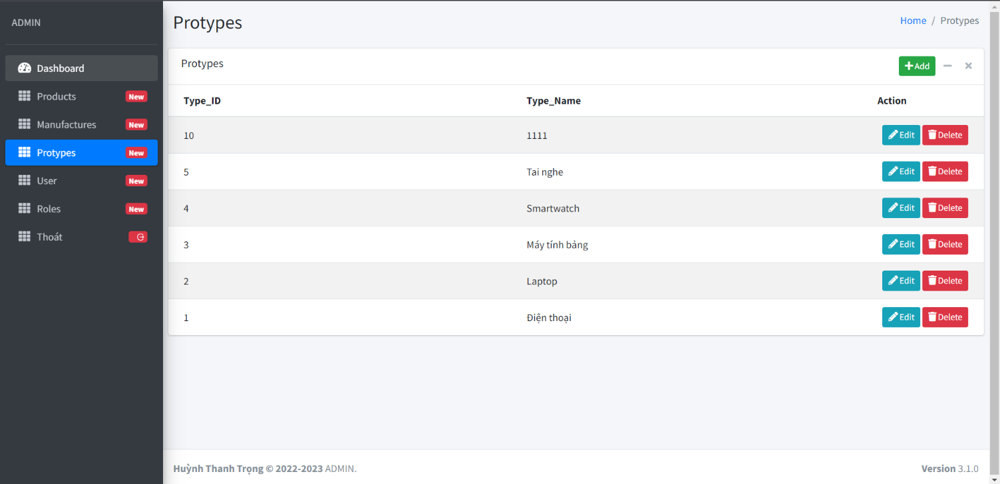 ADMIN
Dashboard
Products New
Manufactures New
Protypes New
User New
Roles New
Thoát
Protypes
Home / Protypes
Protypes
Add
Type_ID Type_Name Action
10 1111 Edit Delete
5 Tai nghe Edit Delete
4 Smartwatch Edit Delete
3 Máy tính bảng Edit Delete
2 Laptop Edit Delete
1 Điện thoại Edit Delete
Huỳnh Thanh Trọng © 2022-2023 ADMIN.
Version 3.1.0